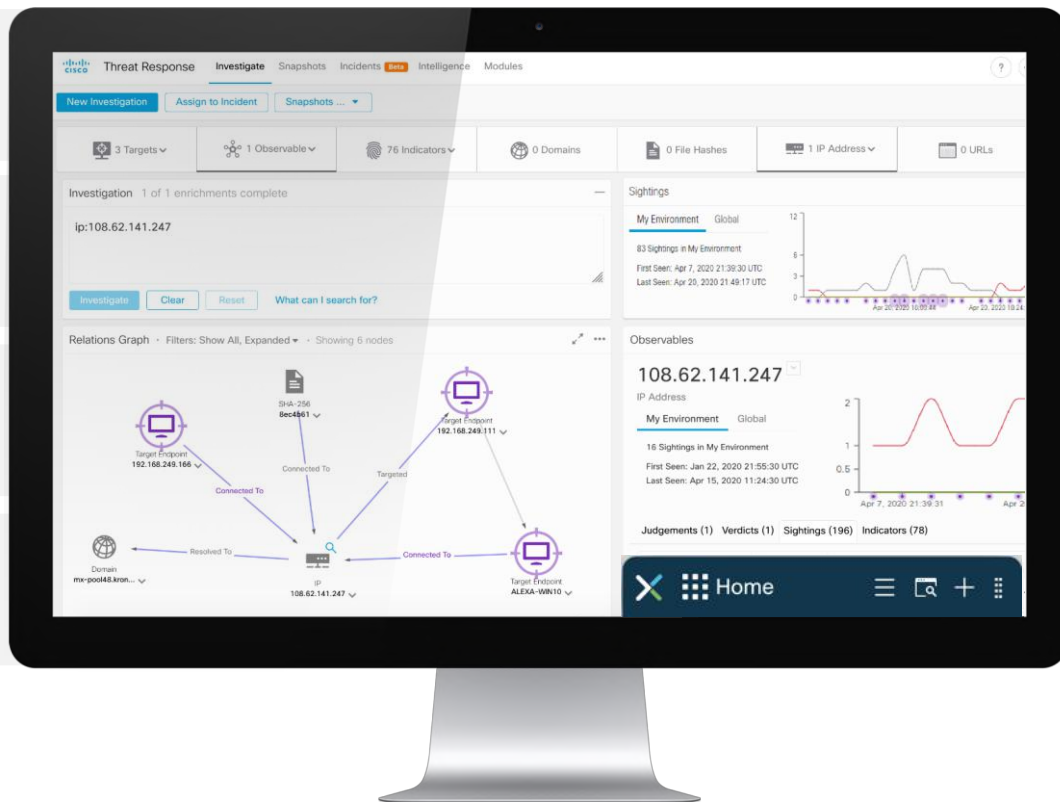 cisco Threat Response Investigate Snapshots Incidents Beta Intelligence Modules ?
New Investigation Assign to Incident Snapshots ...
3 Targets 1 Observable 76 Indicators 0 Domains 0 File Hashes 1 IP Address 0 URLs
Investigation 1 of 1 enrichments complete
ip:108.62.141.247
Investigate Clear Reset What can I search for?
Sightings
My Environment Global
83 Sightings in My Environment
First Seen: Apr 7, 2020 21:39:30 UTC
Last Seen: Apr 20, 2020 21:49:17 UTC
12
6
3
0
Relations Graph · Filters: Show All, Expanded · Showing 6 nodes
SHA-256
8ec4b61
Target Endpoint
192.168.249.111
Target Endpoint
192.168.249.166
Connected To
Targeted
Connected To
Resolved To
Connected To
Domain
mx-pool48.kron...
IP
108.62.141.247
Target Endpoint
ALEXA-WIN10
Observables
108.62.141.247
IP Address
My Environment Global
16 Sightings in My Environment
First Seen: Jan 22, 2020 21:55:30 UTC
Last Seen: Apr 15, 2020 11:24:30 UTC
2
1
0.5
0
Apr 7, 2020 21:39:31 Apr 2
Judgements (1) Verdicts (1) Sightings (196) Indicators (78)
Home